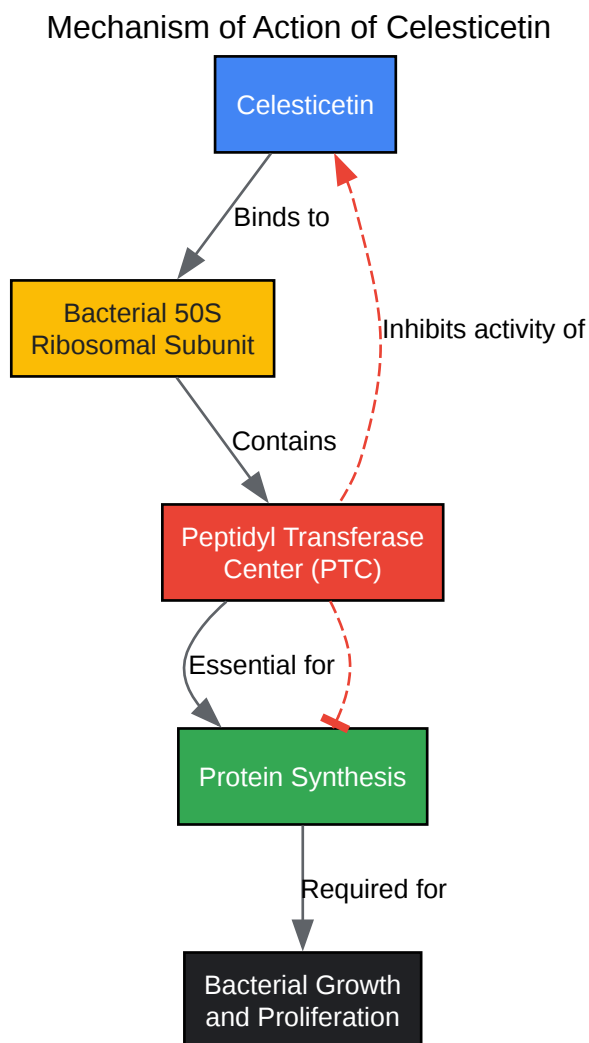 Mechanism of Action of Celesticetin
Celesticetin
Binds to
Bacterial 50S
Ribosomal Subunit
Inhibits activity of
Contains
Peptidyl Transferase
Center (PTC)
Essential for
Protein Synthesis
Required for
Bacterial Growth
and Proliferation